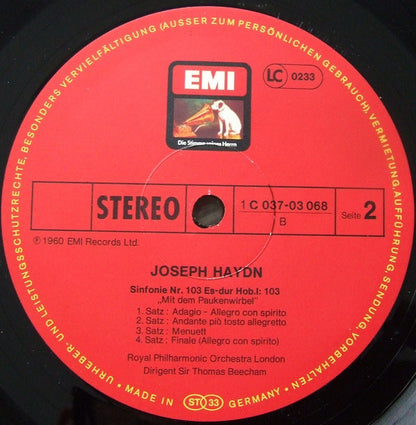 EMI
LC 0233
Die Stimme seines Herrn
STEREO
1 C 037-03 068
B
Seite 2
℗ 1960 EMI Records Ltd.
JOSEPH HAYDN
Sinfonie Nr. 103 Es-dur Hob.I: 103
„Mit dem Paukenwirbel"
1. Satz : Adagio - Allegro con spirito
2. Satz : Andante più tosto allegretto
3. Satz : Menuett
4. Satz : Finale (Allegro con spirito)
Royal Philharmonic Orchestra London
Dirigent Sir Thomas Beecham
URHEBER- UND LEISTUNGSSCHUTZRECHTE, BESONDERS VERVIELFÄLTIGUNG (AUSSER ZUM PERSÖNLICHEN GEBRAUCH), VERMIETUNG, AUFFÜHRUNG, SENDUNG, VORBEHALTEN
• MADE IN ST 33 GERMANY •